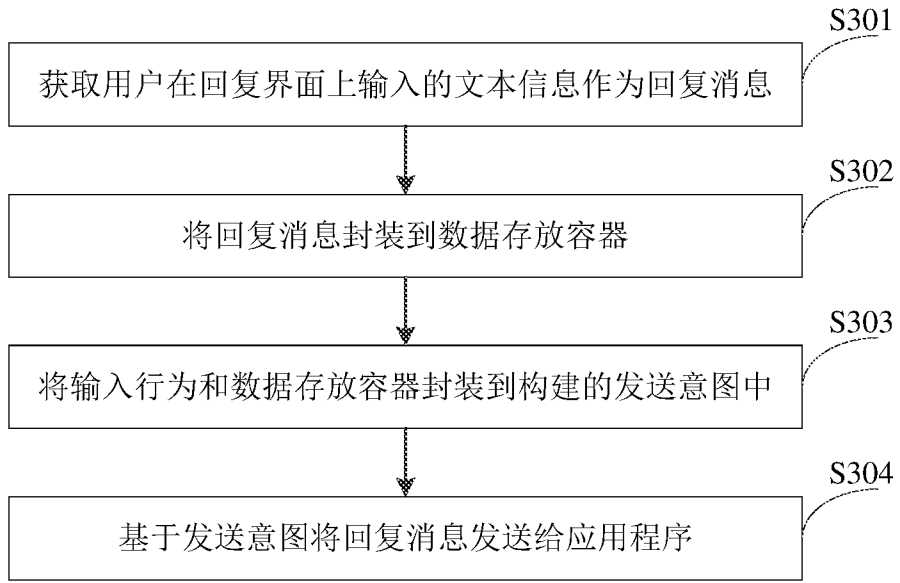 S301
获取用户在回复界面上输入的文本信息作为回复消息
S302
将回复消息封装到数据存放容器
S303
将输入行为和数据存放容器封装到构建的发送意图中
S304
基于发送意图将回复消息发送给应用程序